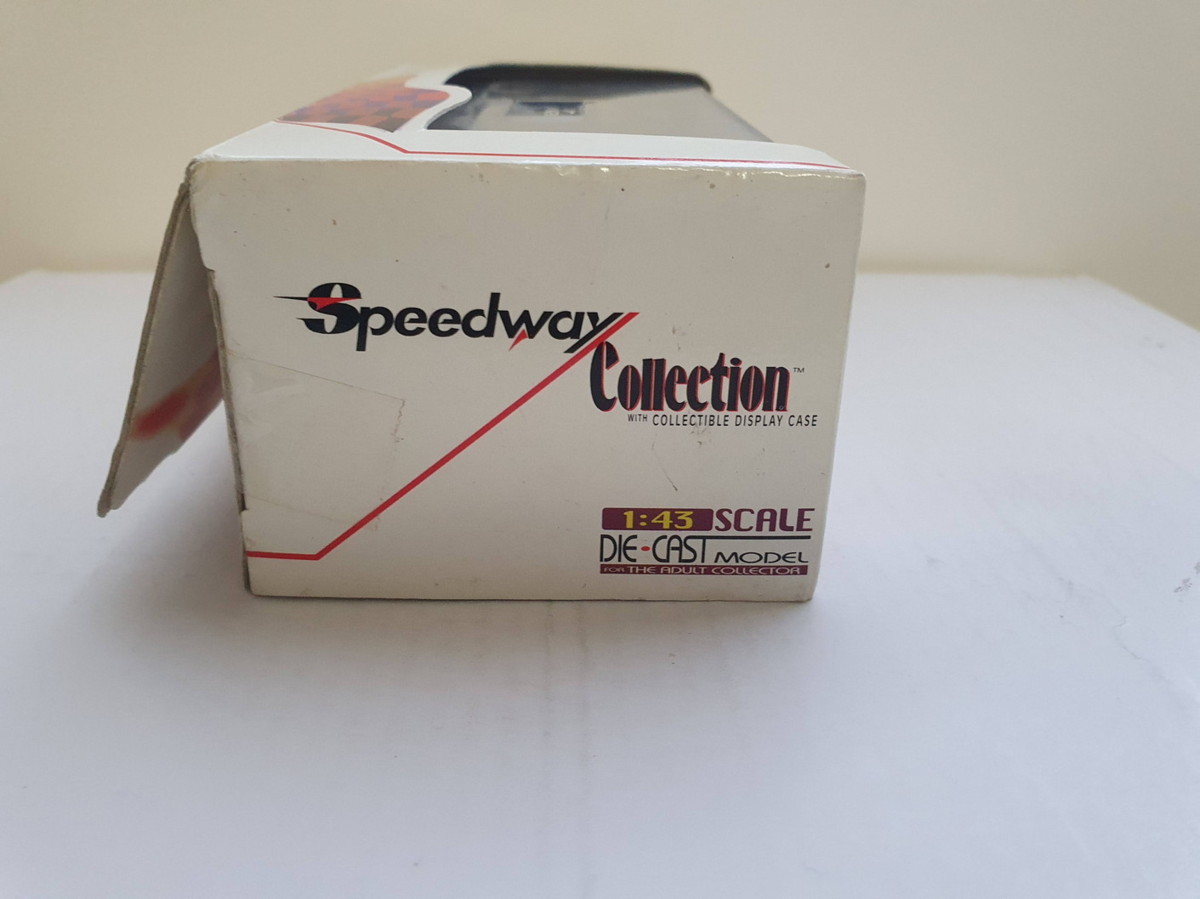 Speedway
Collection™
WITH COLLECTIBLE DISPLAY CASE
1:43 SCALE
DIE•CAST MODEL
FOR THE ADULT COLLECTOR